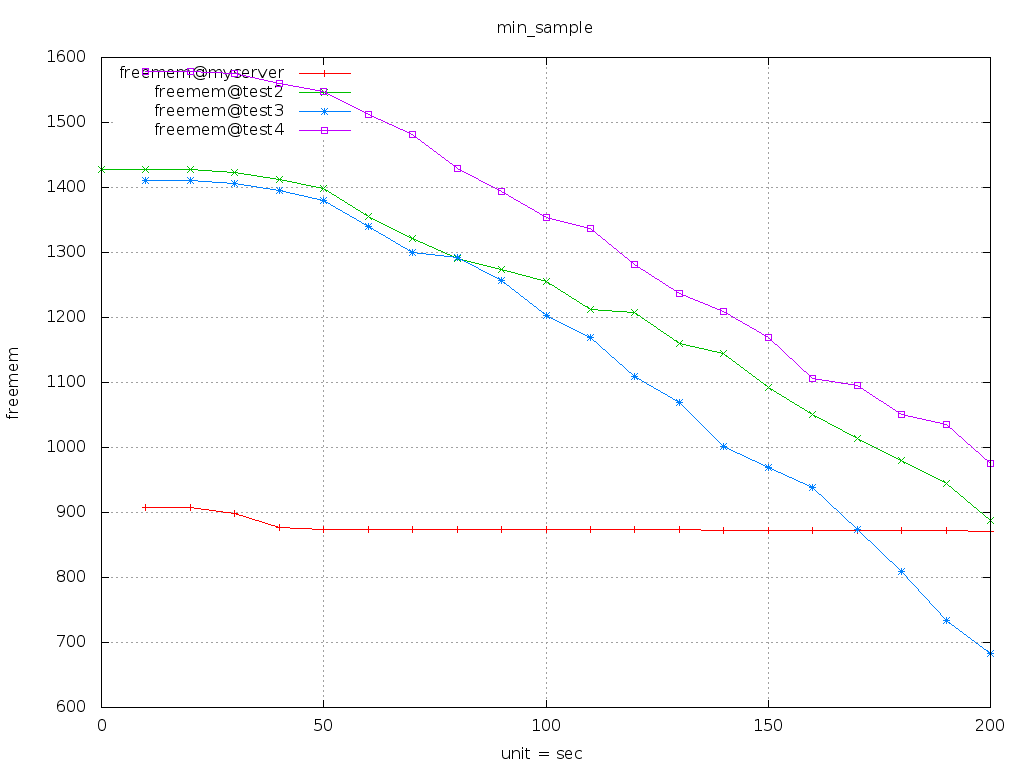 min_sample
1600
freemem@myserver
freemem@test2
freemem@test3
freemem@test4
1500
1400
1300
1200
1100
1000
900
800
700
600
freemem
0 50 100 150 200
unit = sec